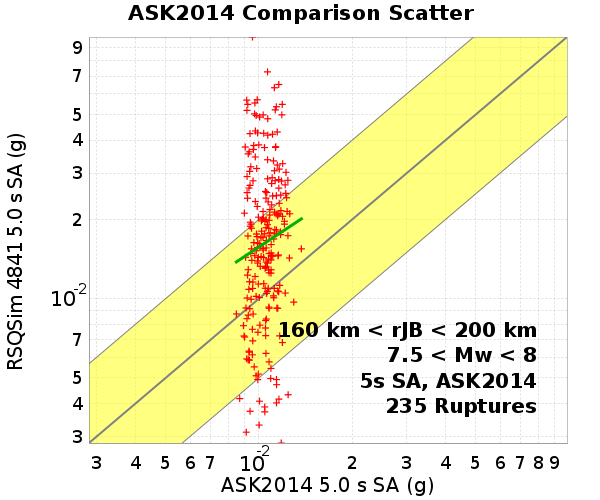 ASK2014 Comparison Scatter
RSQSim 4841 5.0 s SA (g)
9
7
5
4
3
2
10-2
7
5
4
3
160 km < rJB < 200 km
7.5 < Mw < 8
5s SA, ASK2014
235 Ruptures
3 4 5 6 7 10-2 2 3 4 5 6 7 8 9
ASK2014 5.0 s SA (g)